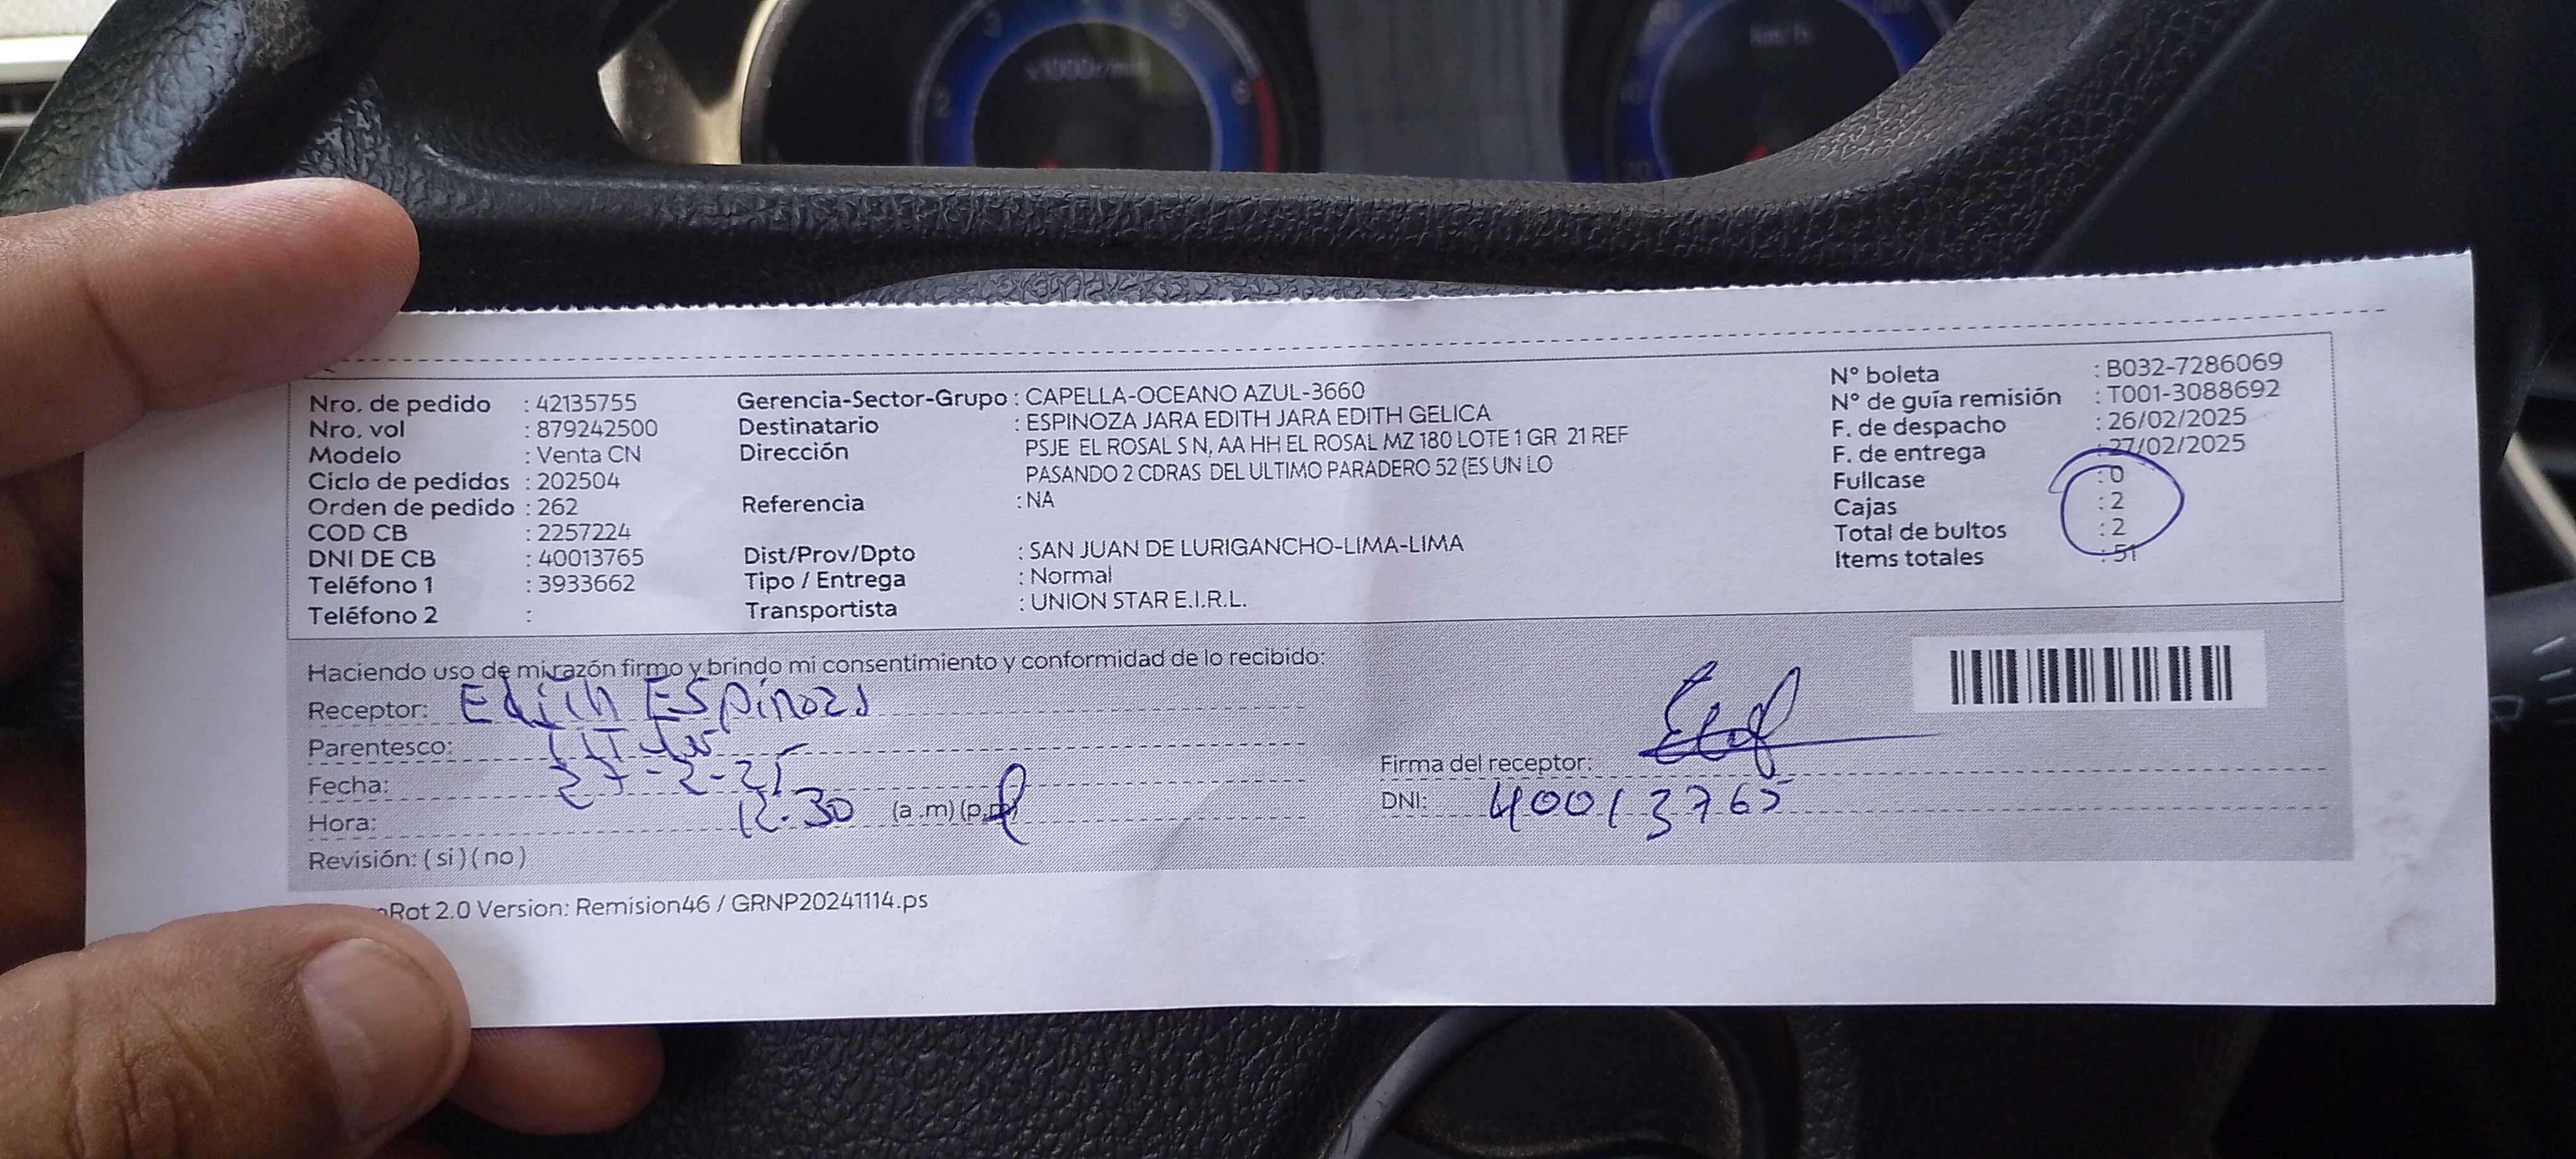 Nro. de pedido : 42135755
Nro. vol : 879242500
Modelo : Venta CN
Ciclo de pedidos : 202504
Orden de pedido : 262
COD CB : 2257224
DNI DE CB : 40013765
Teléfono 1 : 3933662
Teléfono 2 :
Gerencia-Sector-Grupo : CAPELLA-OCEANO AZUL-3660
Destinatario : ESPINOZA JARA EDITH JARA EDITH GELICA
Dirección PSJE EL ROSAL S N, AA HH EL ROSAL MZ 180 LOTE 1 GR 21 REF
PASANDO 2 CDRAS DEL ULTIMO PARADERO 52 (ES UN LO
Referencia : NA
Dist/Prov/Dpto : SAN JUAN DE LURIGANCHO-LIMA-LIMA
Tipo / Entrega : Normal
Transportista : UNION STAR E.I.R.L.
N° boleta : B032-7286069
N° de guía remisión : T001-3088692
F. de despacho : 26/02/2025
F. de entrega : 27/02/2025
Fullcase : 0
Cajas : 2
Total de bultos : 2
Items totales : 51
Haciendo uso de mi razón firmo y brindo mi consentimiento y conformidad de lo recibido:
Receptor: Edith Espinoza
Parentesco: Titular
Fecha: 27-2-25
Hora: 12:30 (a .m) (p.m)
Revisión: ( si ) ( no )
Firma del receptor:
DNI: 40013765
Rot 2.0 Version: Remision46 / GRNP20241114.ps